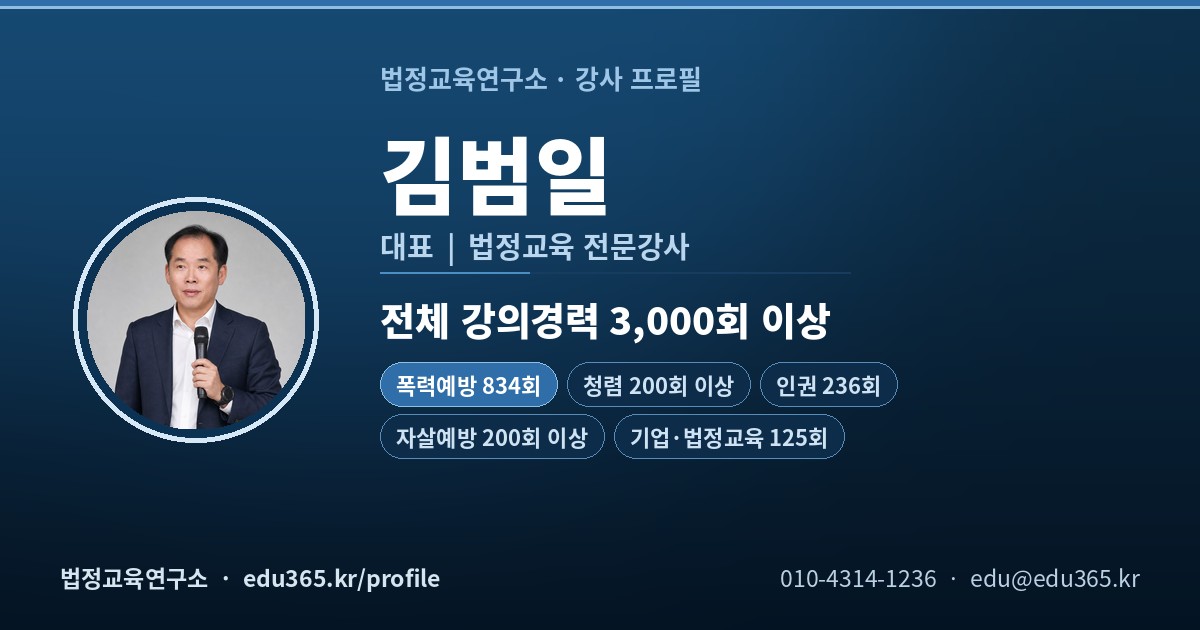 법정교육연구소 · 강사 프로필
김범일
대표 | 법정교육 전문강사
전체 강의경력 3,000회 이상
폭력예방 834회 청렴 200회 이상 인권 236회
자살예방 200회 이상 기업·법정교육 125회
법정교육연구소 · edu365.kr/profile 010-4314-1236 · edu@edu365.kr